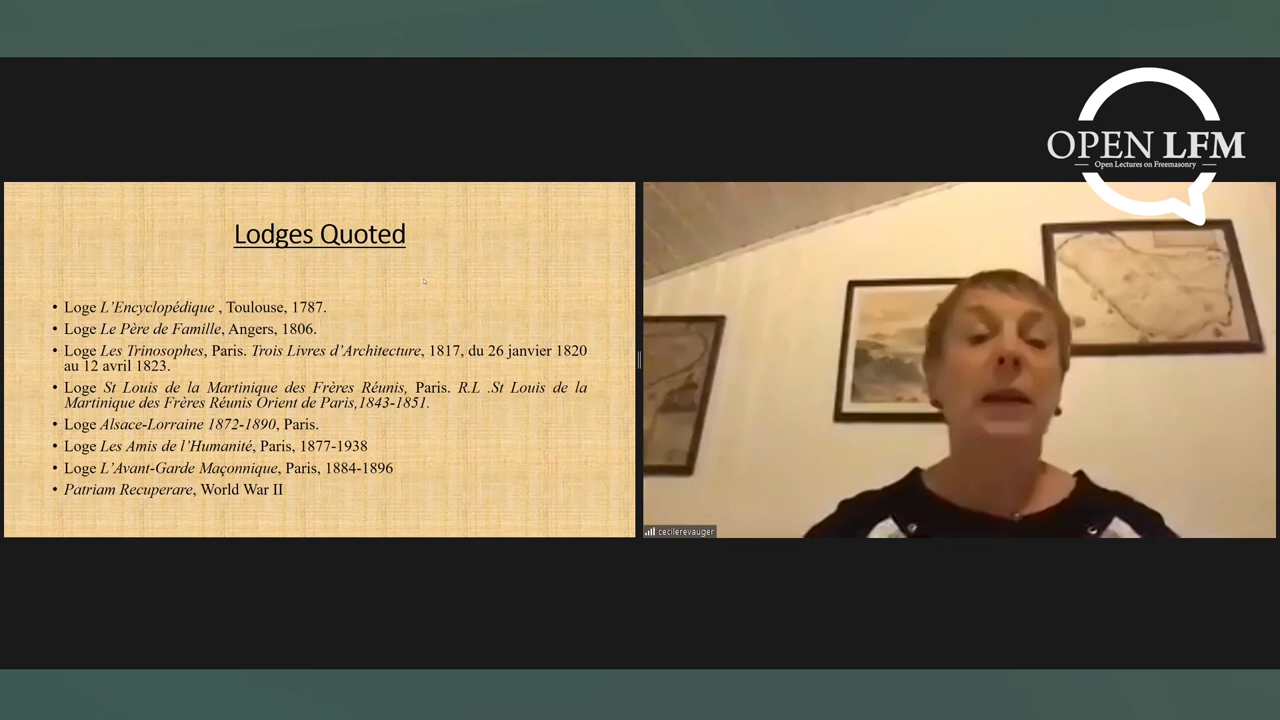 Lodges Quoted
• Loge L'Encyclopédique , Toulouse, 1787.
• Loge Le Père de Famille, Angers, 1806.
• Loge Les Trinosophes, Paris. Trois Livres d'Architecture, 1817, du 26 janvier 1820
au 12 avril 1823.
• Loge St Louis de la Martinique des Frères Réunis, Paris. R.L .St Louis de la
Martinique des Frères Réunis Orient de Paris,1843-1851.
• Loge Alsace-Lorraine 1872-1890, Paris.
• Loge Les Amis de l'Humanité, Paris, 1877-1938
• Loge L'Avant-Garde Maçonnique, Paris, 1884-1896
• Patriam Recuperare, World War II
OPEN LFM
Open Lectures on Freemasonry
cecilerevauger